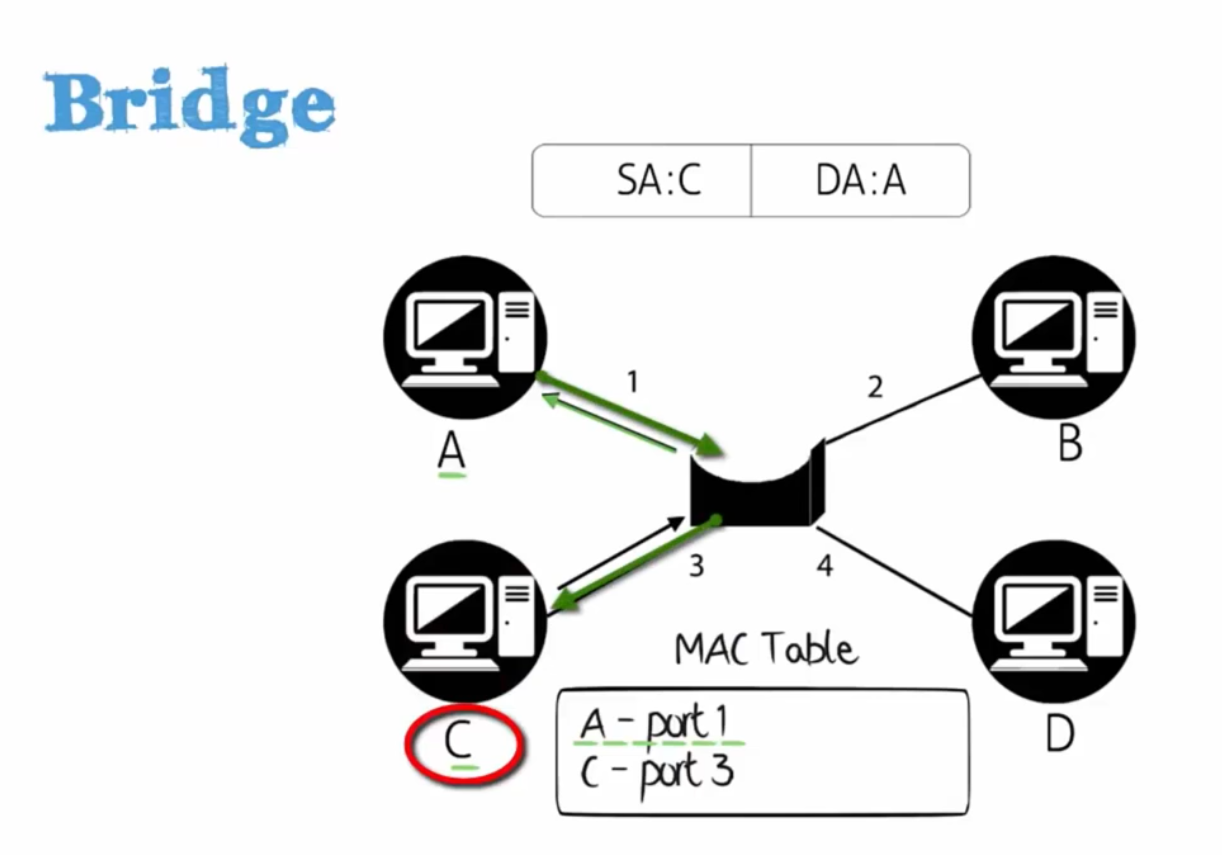 Bridge
SA:C DA:A
1
2
A
B
3
4
MAC Table
A - port 1
C - port 3
C
D